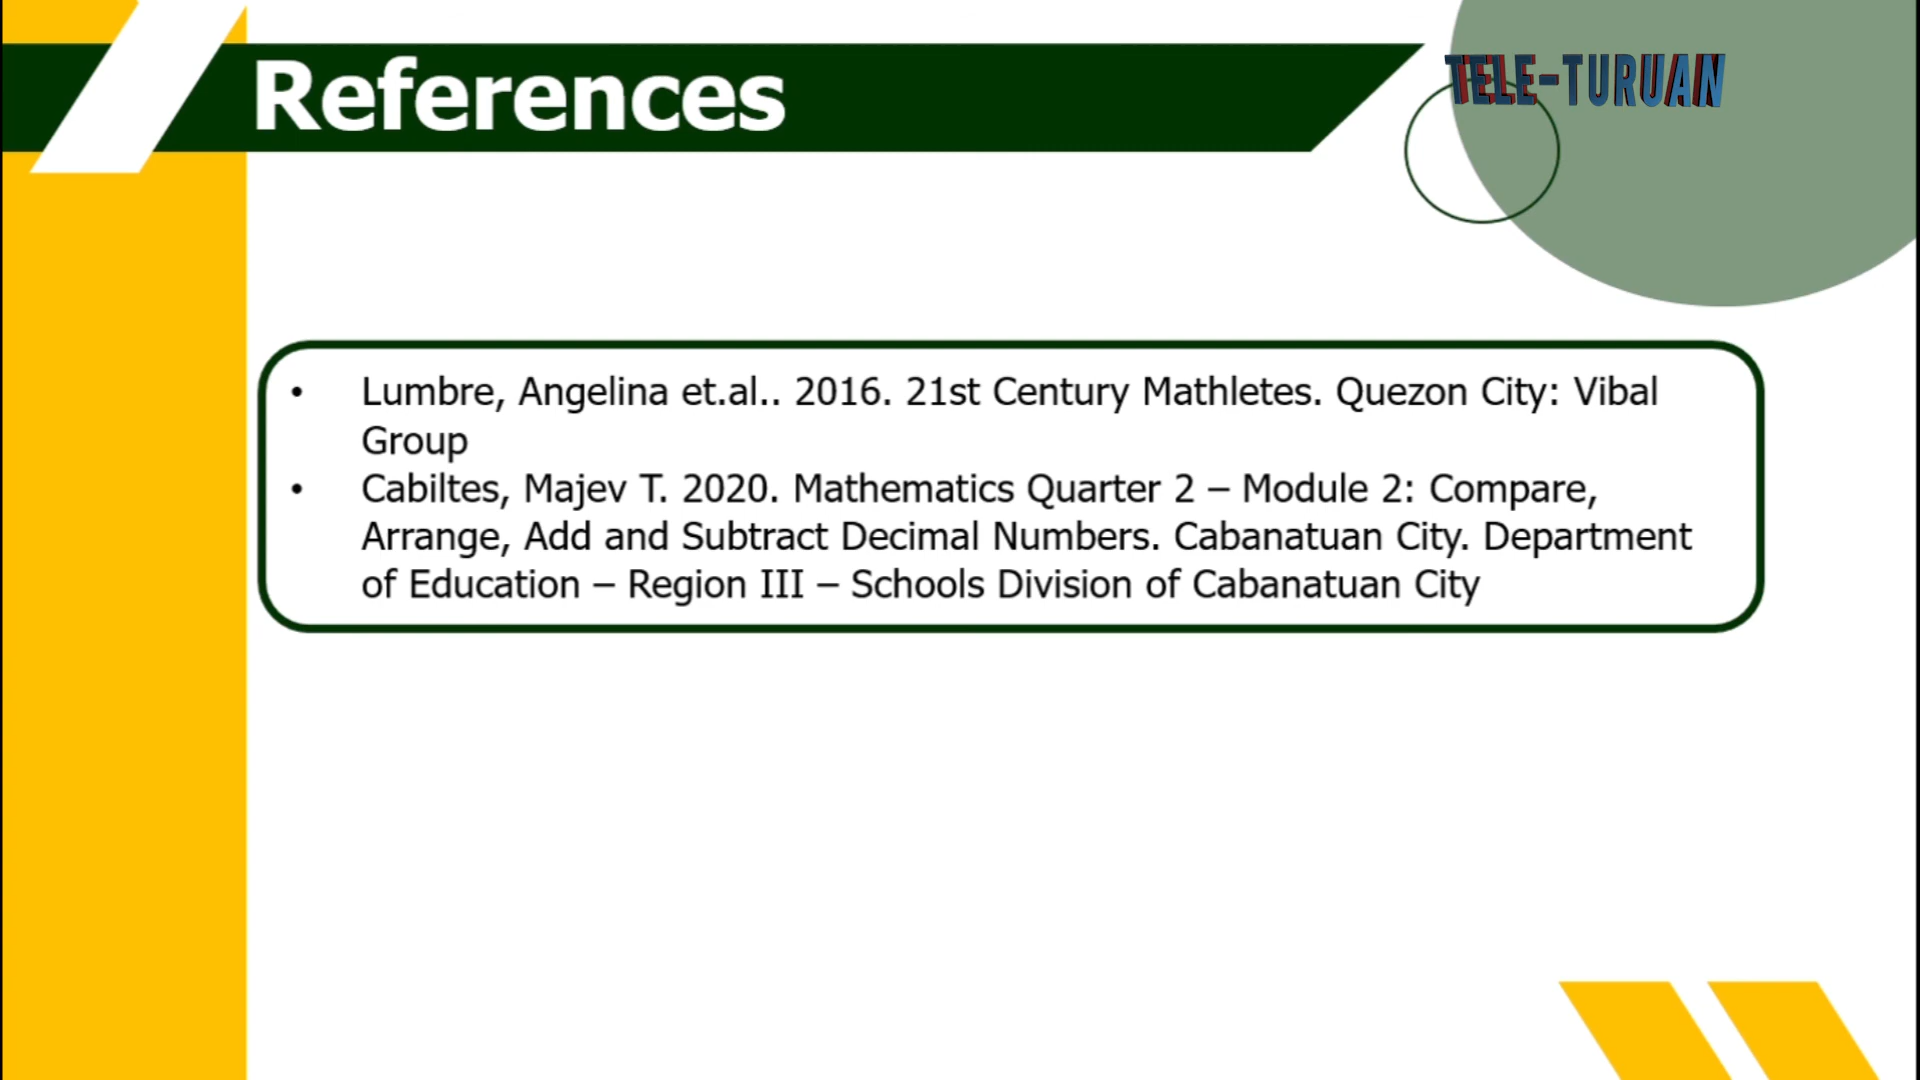 References
TELE-TURUAN
• Lumbre, Angelina et.al.. 2016. 21st Century Mathletes. Quezon City: Vibal
Group
• Cabiltes, Majev T. 2020. Mathematics Quarter 2 – Module 2: Compare,
Arrange, Add and Subtract Decimal Numbers. Cabanatuan City. Department
of Education – Region III – Schools Division of Cabanatuan City